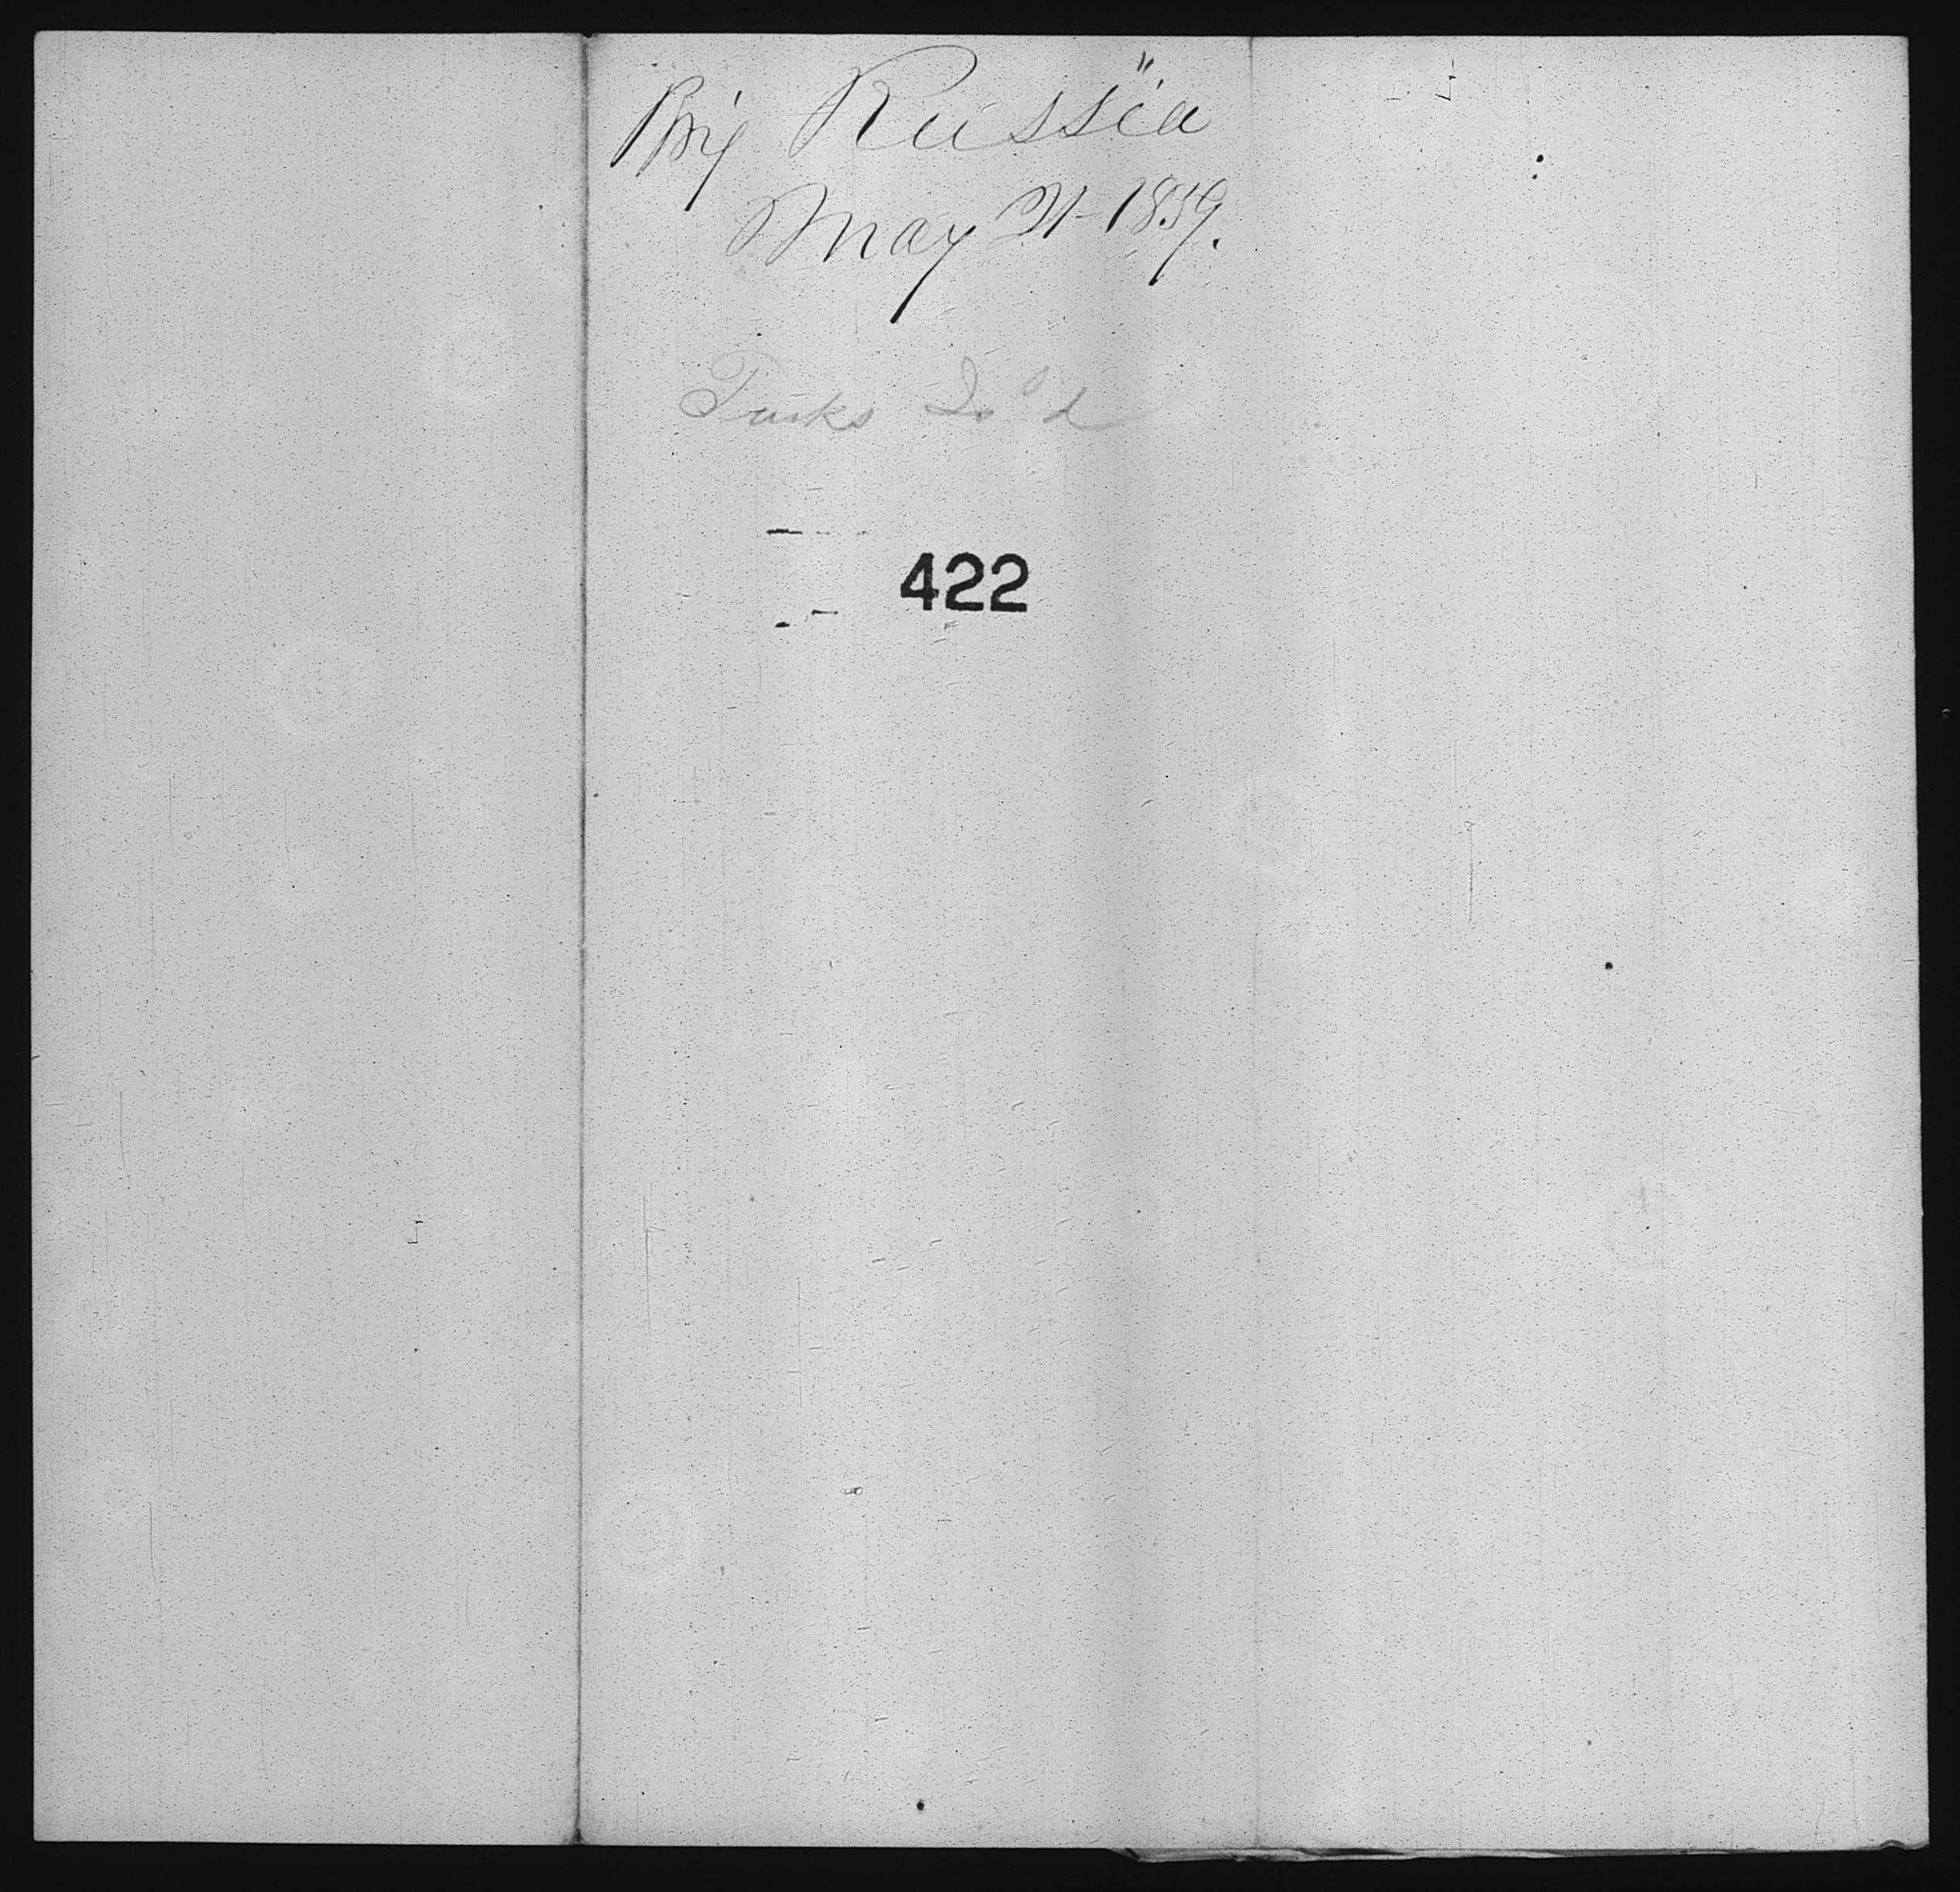 Brig Russia"
May 21-1859.
Turks Is'd
422